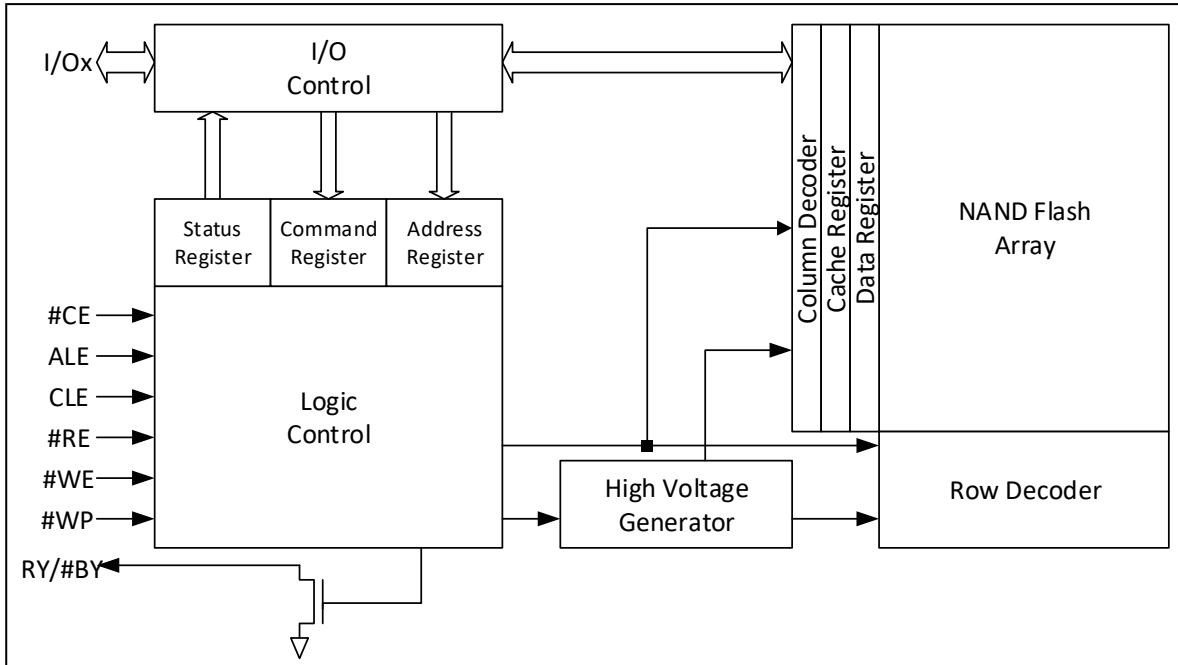 I/Ox
I/O
Control
Status
Register
Command
Register
Address
Register
#CE
ALE
CLE
#RE
#WE
#WP
RY/#BY
Logic
Control
High Voltage
Generator
Column Decoder
Cache Register
Data Register
NAND Flash
Array
Row Decoder